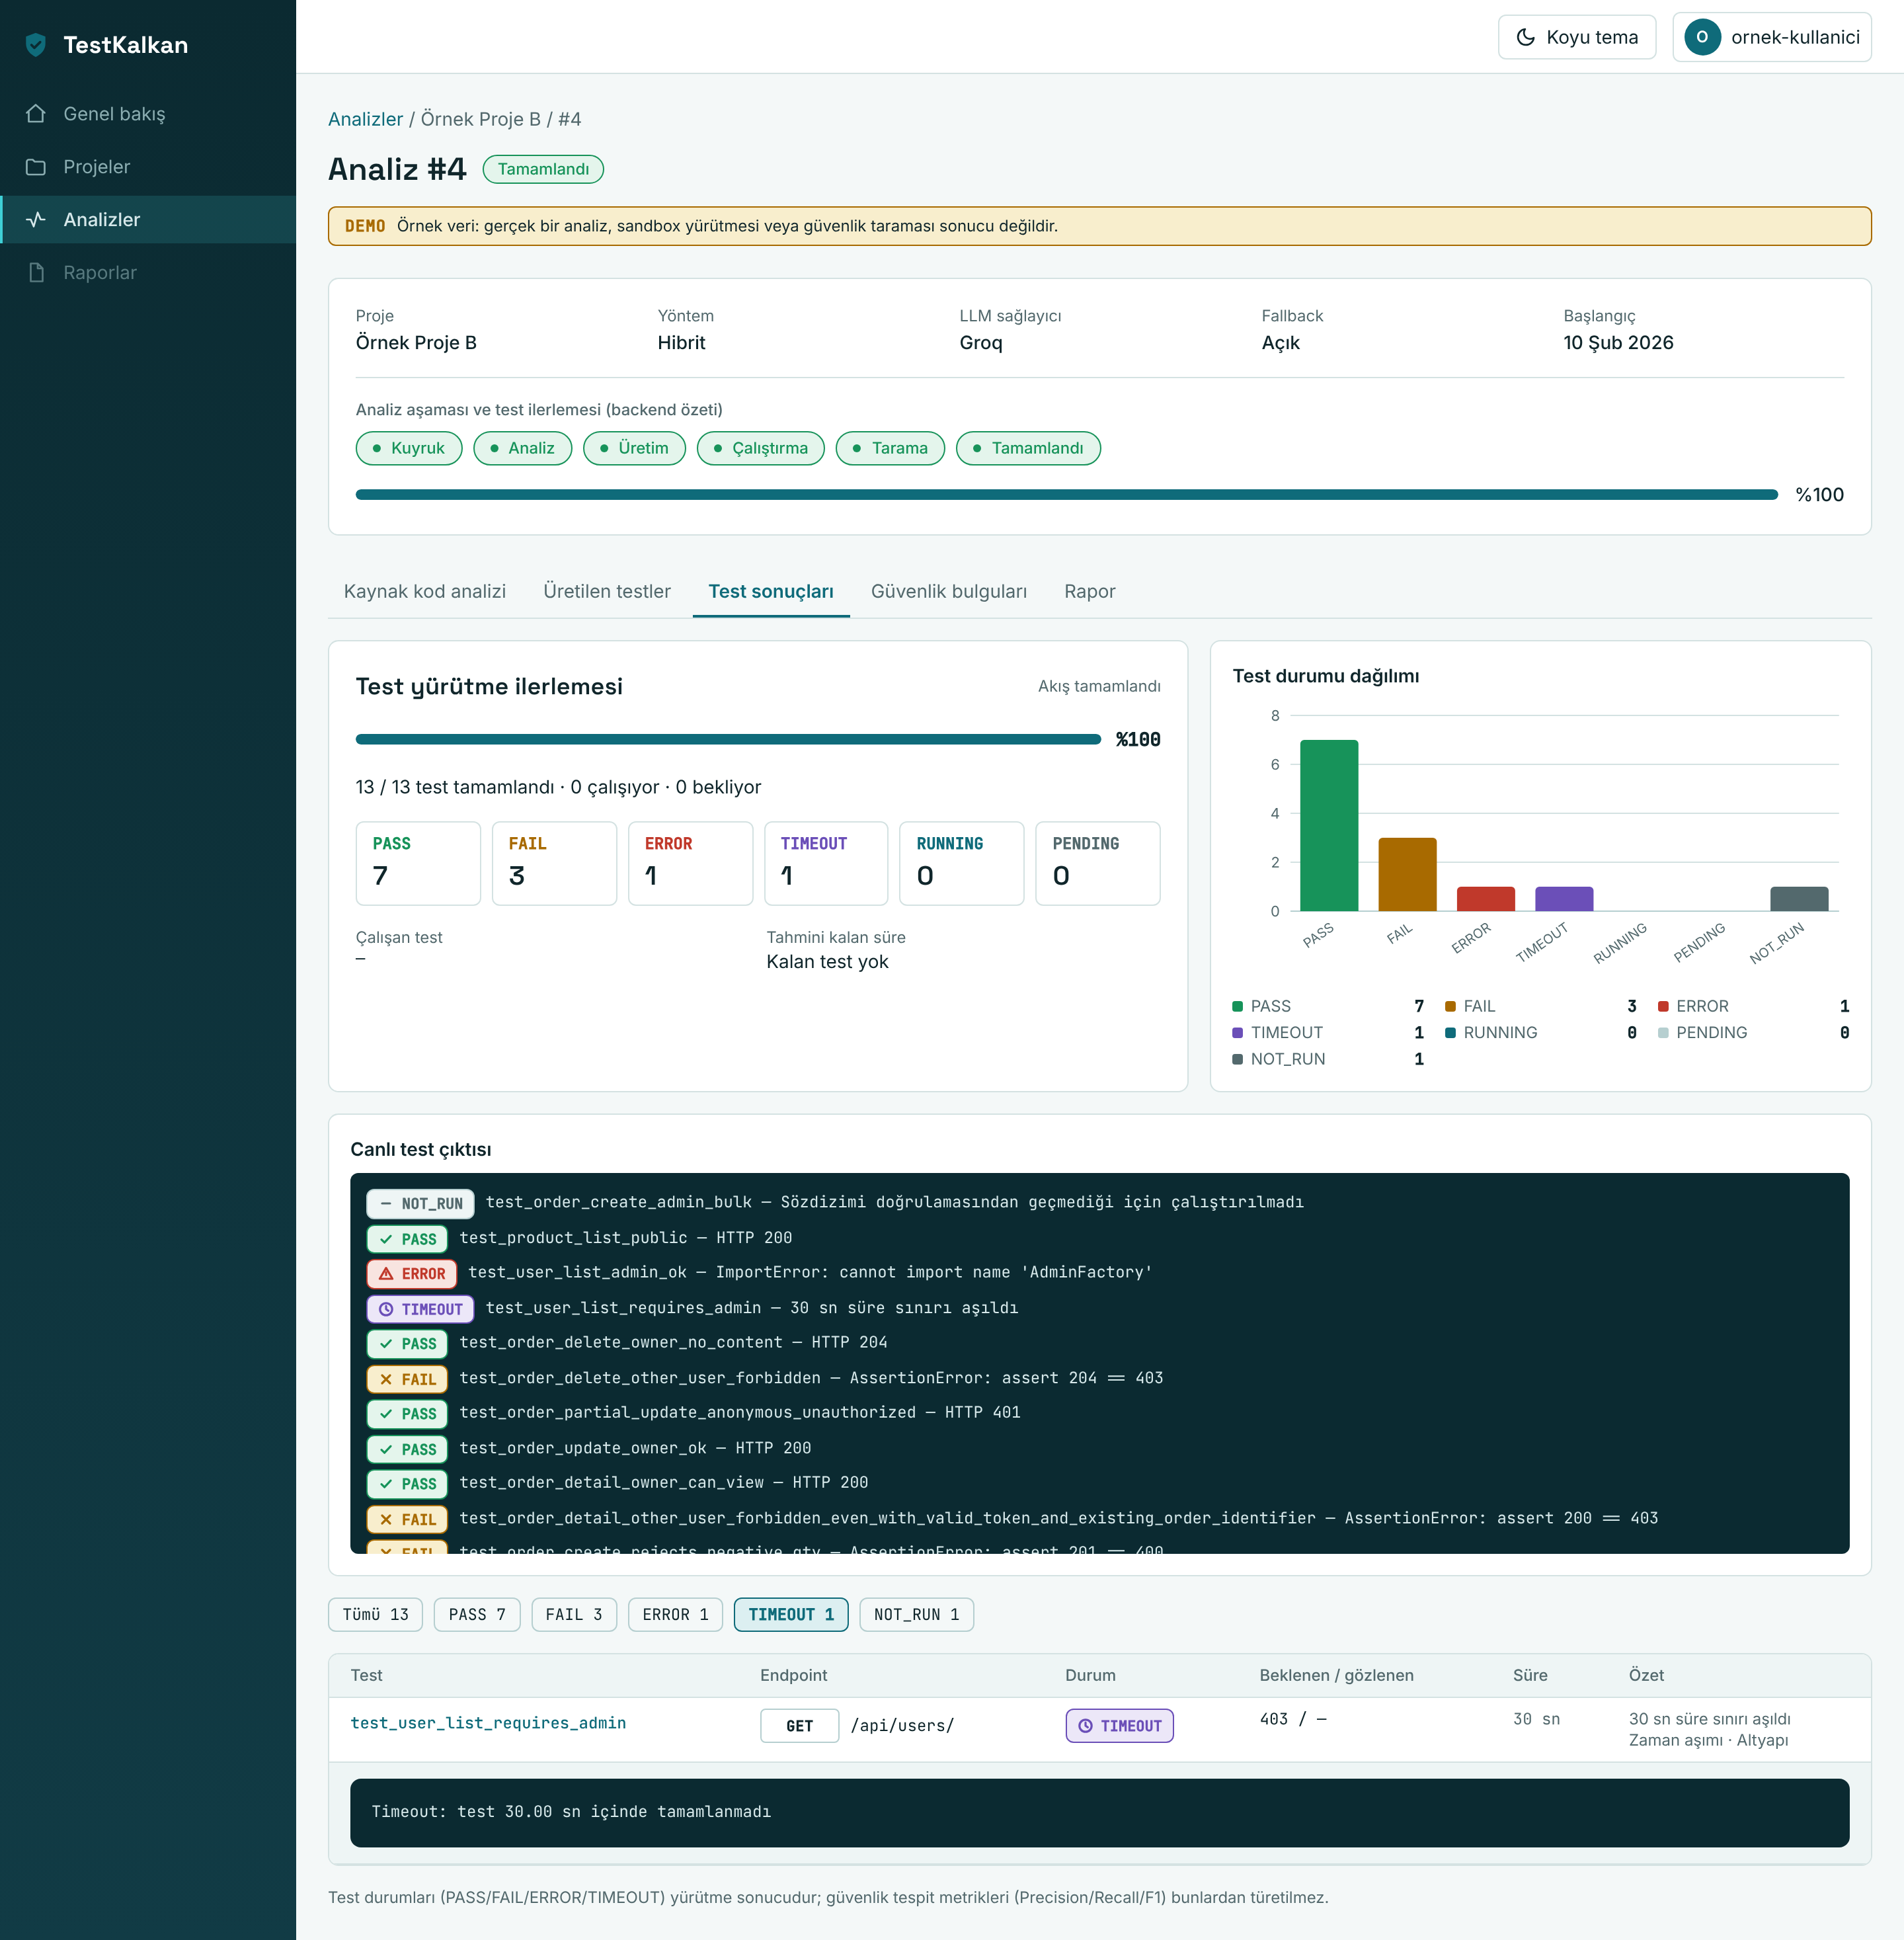 TestKalkan
Genel bakış
Projeler
Analizler
Raporlar
Koyu tema
O ornek-kullanici
Analizler / Örnek Proje B / #4
Analiz #4 Tamamlandı
DEMO Örnek veri: gerçek bir analiz, sandbox yürütmesi veya güvenlik taraması sonucu değildir.
Proje Yöntem LLM sağlayıcı Fallback Başlangıç
Örnek Proje B Hibrit Groq Açık 10 Şub 2026
Analiz aşaması ve test ilerlemesi (backend özeti)
Kuyruk Analiz Üretim Çalıştırma Tarama Tamamlandı
%100
Kaynak kod analizi Üretilen testler Test sonuçları Güvenlik bulguları Rapor
Test yürütme ilerlemesi Akış tamamlandı
%100
13 / 13 test tamamlandı · 0 çalışıyor · 0 bekliyor
PASS FAIL ERROR TIMEOUT RUNNING PENDING
7 3 1 1 0 0
Çalışan test Tahmini kalan süre
— Kalan test yok
Test durumu dağılımı
8
6
4
2
0
PASS FAIL ERROR TIMEOUT RUNNING PENDING NOT_RUN
PASS 7 FAIL 3 ERROR 1
TIMEOUT 1 RUNNING 0 PENDING 0
NOT_RUN 1
Canlı test çıktısı
NOT_RUN test_order_create_admin_bulk — Sözdizimi doğrulamasından geçmediği için çalıştırılmadı
PASS test_product_list_public — HTTP 200
ERROR test_user_list_admin_ok — ImportError: cannot import name 'AdminFactory'
TIMEOUT test_user_list_requires_admin — 30 sn süre sınırı aşıldı
PASS test_order_delete_owner_no_content — HTTP 204
FAIL test_order_delete_other_user_forbidden — AssertionError: assert 204 == 403
PASS test_order_partial_update_anonymous_unauthorized — HTTP 401
PASS test_order_update_owner_ok — HTTP 200
PASS test_order_detail_owner_can_view — HTTP 200
FAIL test_order_detail_other_user_forbidden_even_with_valid_token_and_existing_order_identifier — AssertionError: assert 200 == 403
FAIL test_order_create_rejects_negative_qty — AssertionError: assert 201 == 400
Tümü 13 PASS 7 FAIL 3 ERROR 1 TIMEOUT 1 NOT_RUN 1
Test Endpoint Durum Beklenen / gözlenen Süre Özet
test_user_list_requires_admin GET /api/users/ TIMEOUT 403 / — 30 sn 30 sn süre sınırı aşıldı
Zaman aşımı · Altyapı
Timeout: test 30.00 sn içinde tamamlanmadı
Test durumları (PASS/FAIL/ERROR/TIMEOUT) yürütme sonucudur; güvenlik tespit metrikleri (Precision/Recall/F1) bunlardan türetilmez.